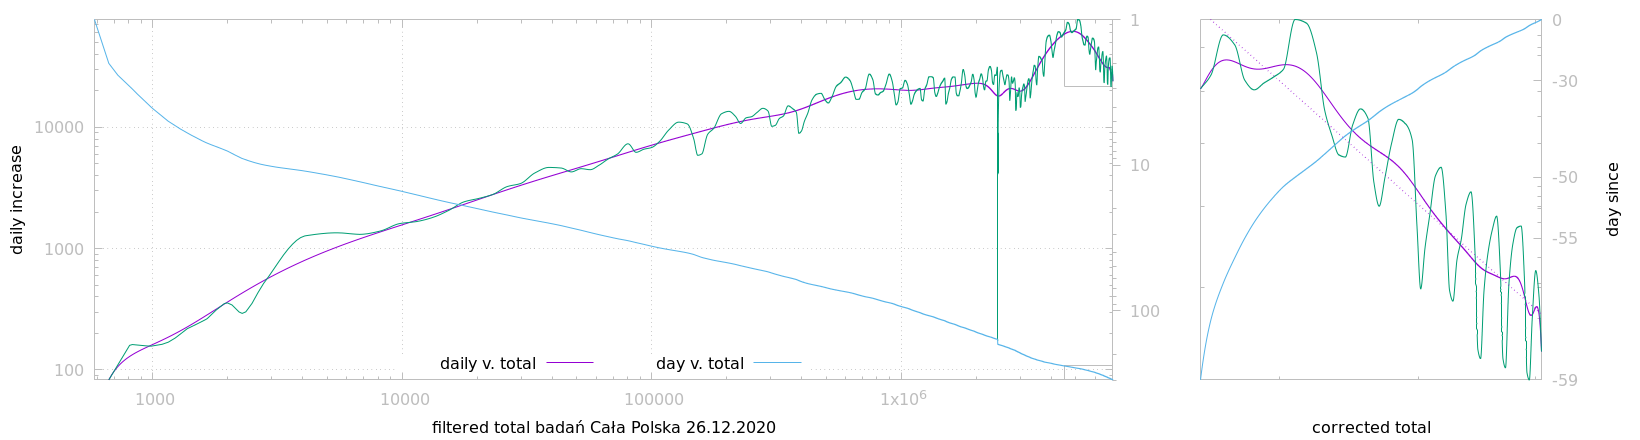 daily increase
10000
1000
100
1000
10000
100000
1x10⁶
1
10
100
daily v. total
day v. total
filtered total badań Cała Polska 26.12.2020
0
-30
-50
-55
-59
day since
corrected total